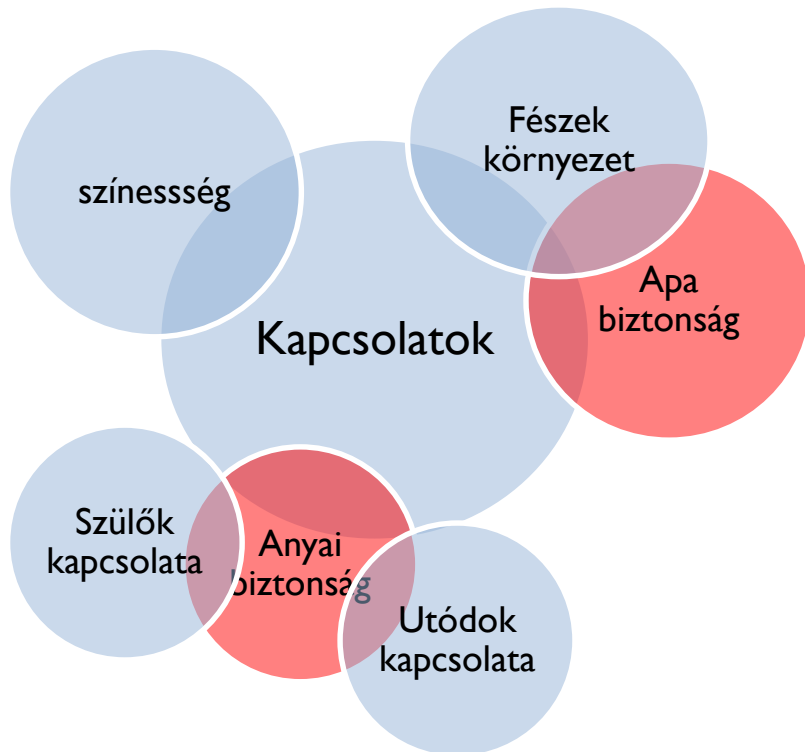 Fészek
környezet
színessség
Apa
biztonság
Kapcsolatok
Szülők
kapcsolata
Anyai
biztonság
Utódok
kapcsolata